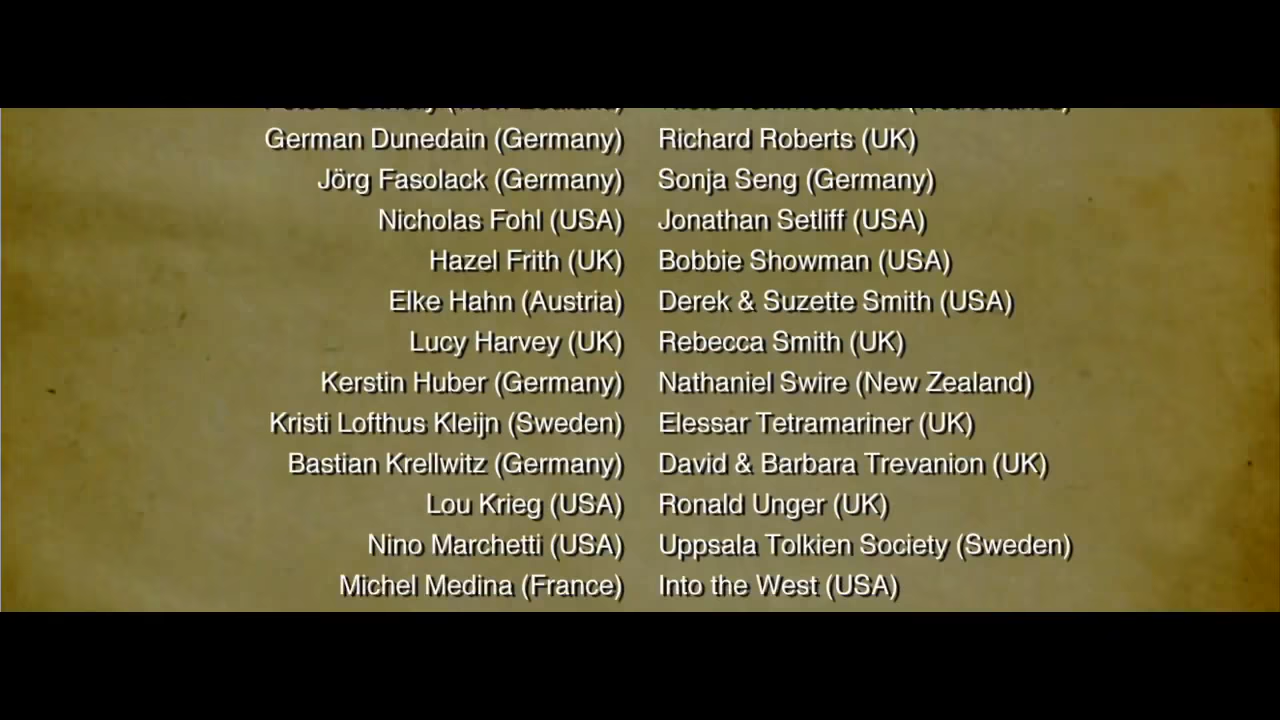 German Dunedain (Germany) Richard Roberts (UK)
Jörg Fasolack (Germany) Sonja Seng (Germany)
Nicholas Fohl (USA) Jonathan Setliff (USA)
Hazel Frith (UK) Bobbie Showman (USA)
Elke Hahn (Austria) Derek & Suzette Smith (USA)
Lucy Harvey (UK) Rebecca Smith (UK)
Kerstin Huber (Germany) Nathaniel Swire (New Zealand)
Kristi Lofthus Kleijn (Sweden) Elessar Tetramariner (UK)
Bastian Krellwitz (Germany) David & Barbara Trevanion (UK)
Lou Krieg (USA) Ronald Unger (UK)
Nino Marchetti (USA) Uppsala Tolkien Society (Sweden)
Michel Medina (France) Into the West (USA)